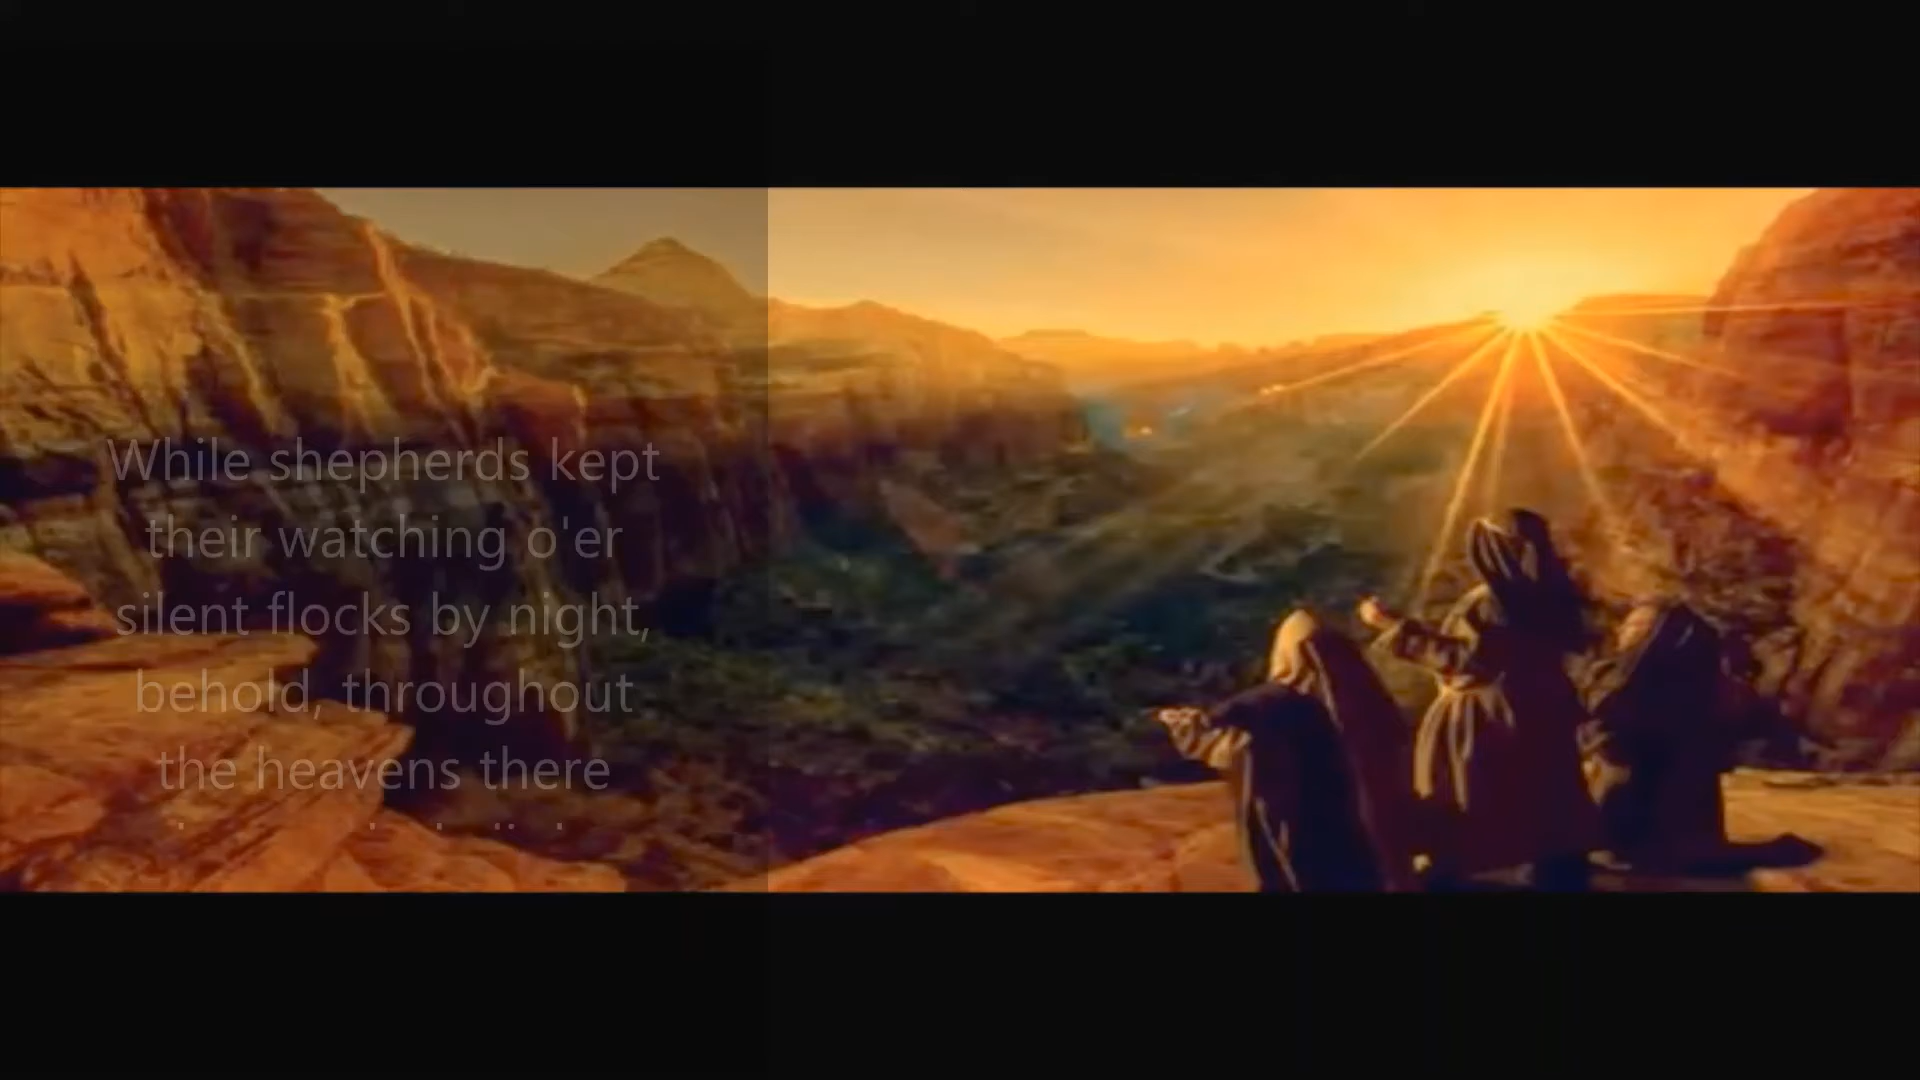 While shepherds kept
their watching o'er
silent flocks by night,
behold, throughout
the heavens there